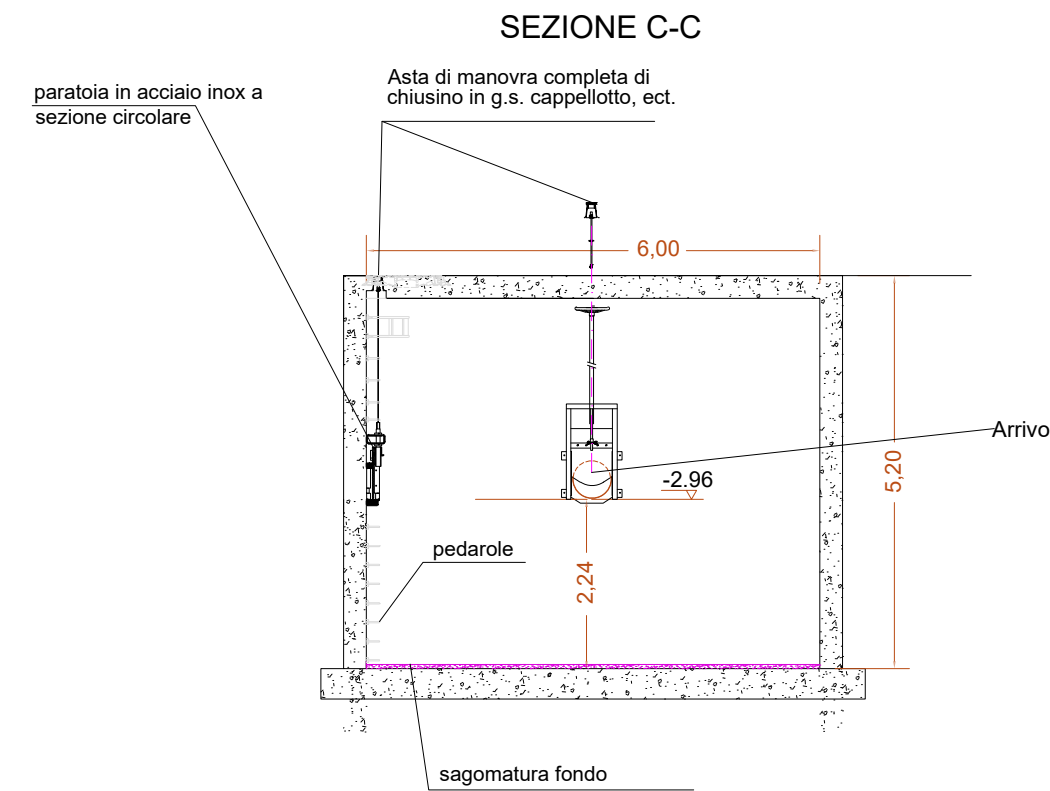 SEZIONE C-C
paratoia in acciaio inox a
sezione circolare
Asta di manovra completa di
chiusino in g.s. cappellotto, ect.
6,00
Arrivo
5,20
-2.96
2,24
pedarole
sagomatura fondo